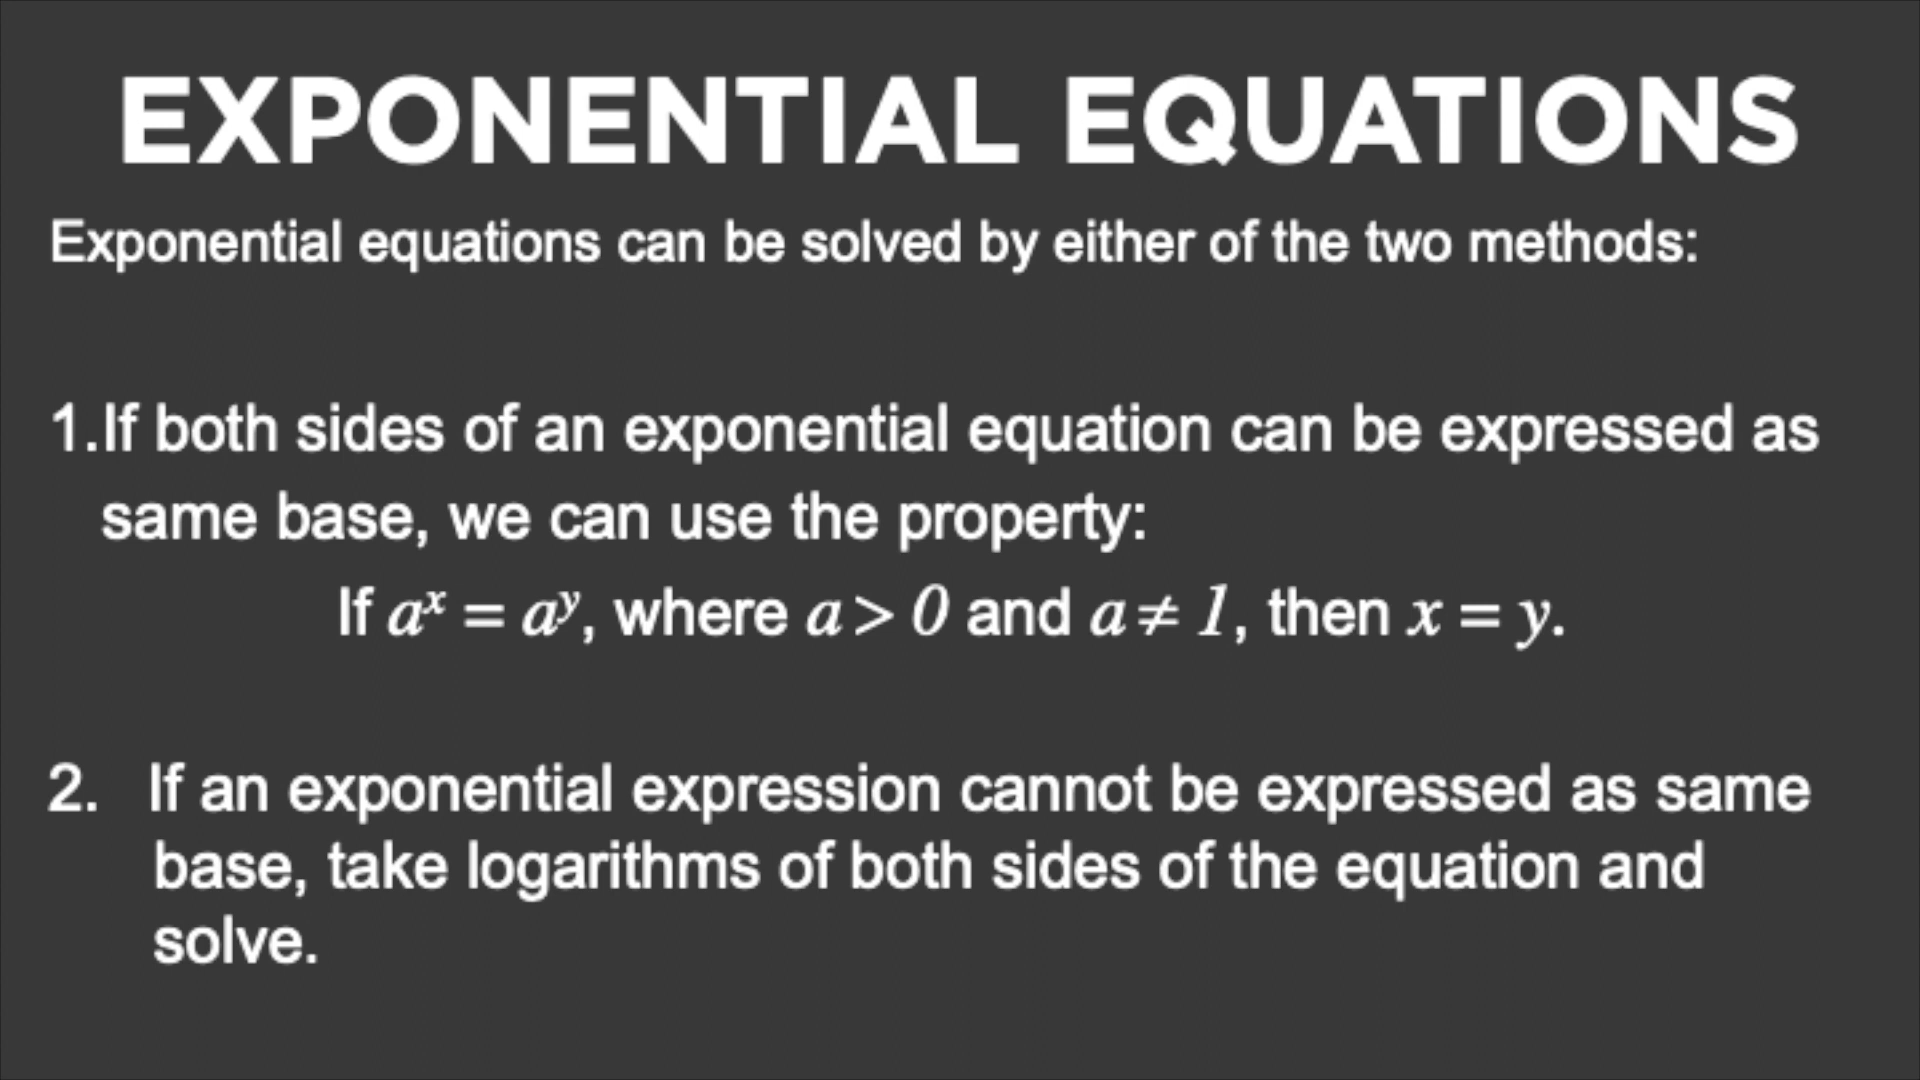 EXPONENTIAL EQUATIONS
Exponential equations can be solved by either of the two methods:
1.If both sides of an exponential equation can be expressed as
same base, we can use the property:
If aˣ = aʸ, where a > 0 and a ≠ 1, then x = y.
2. If an exponential expression cannot be expressed as same
base, take logarithms of both sides of the equation and
solve.